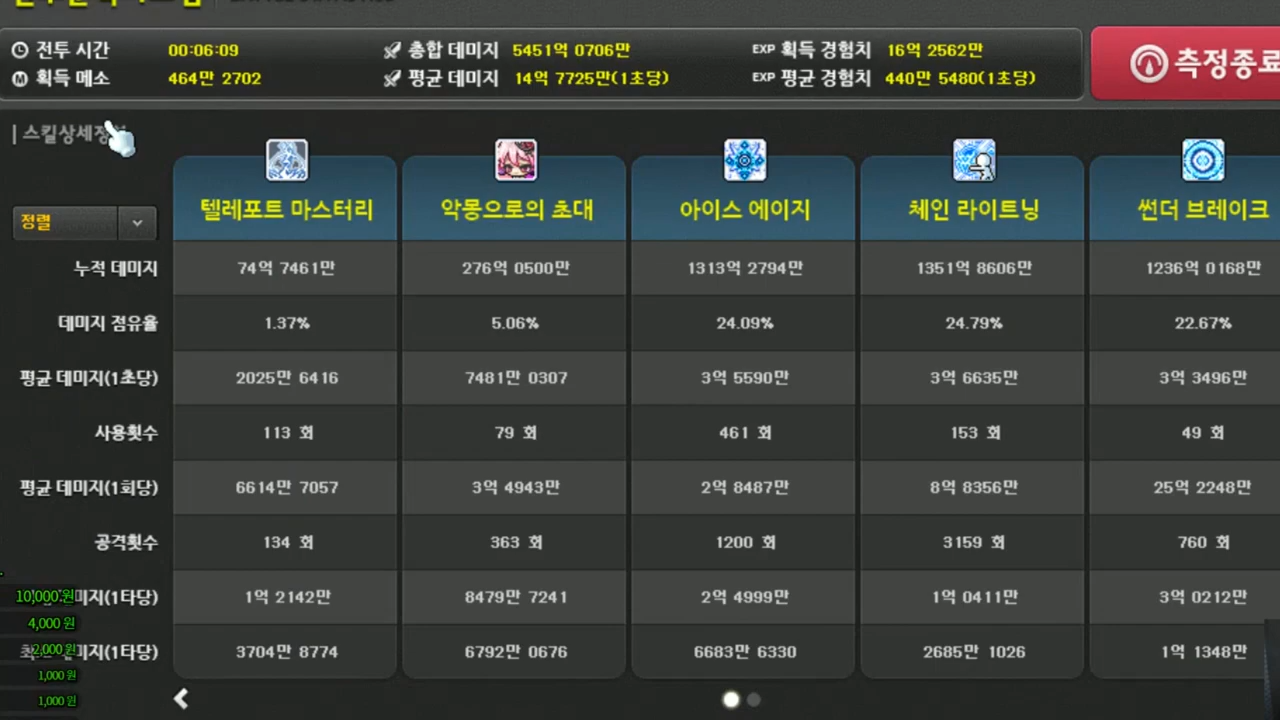 전투 시간 00:06:09 총합 데미지 5451억 0706만 EXP 획득 경험치 16억 2562만
획득 메소 464만 2702 평균 데미지 14억 7725만(1초당) EXP 평균 경험치 440만 5480(1초당)
측정종료
스킬상세정
텔레포트 마스터리 악몽으로의 초대 아이스 에이지 체인 라이트닝 썬더 브레이크
정렬
누적 데미지 74억 7461만 276억 0500만 1313억 2794만 1351억 8606만 1236억 0168만
데미지 점유율 1.37% 5.06% 24.09% 24.79% 22.67%
평균 데미지(1초당) 2025만 6416 7481만 0307 3억 5590만 3억 6635만 3억 3496만
사용횟수 113 회 79 회 461 회 153 회 49 회
평균 데미지(1회당) 6614만 7057 3억 4943만 2억 8487만 8억 8356만 25억 2248만
공격횟수 134 회 363 회 1200 회 3159 회 760 회
10,000 원 미지(1타당) 1억 2142만 8479만 7241 2억 4999만 1억 0411만 3억 0212만
4,000 원
2,000 원 미지(1타당) 3704만 8774 6792만 0676 6683만 6330 2685만 1026 1억 1348만
1,000 원
1,000 원